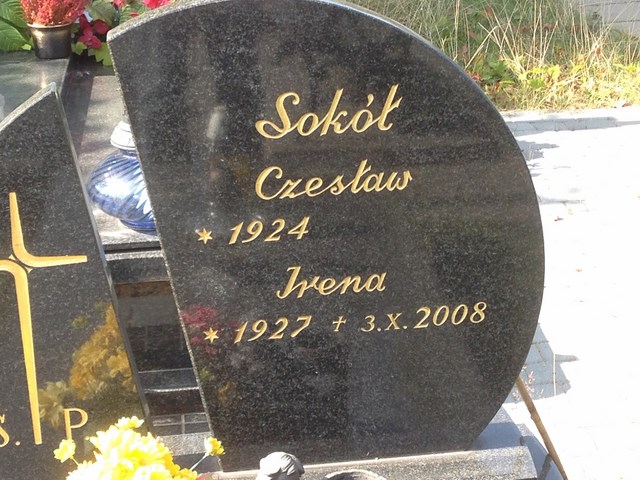 Sokół
Czesław
* 1924
Irena
* 1927 + 3.X.2008
Ś. P